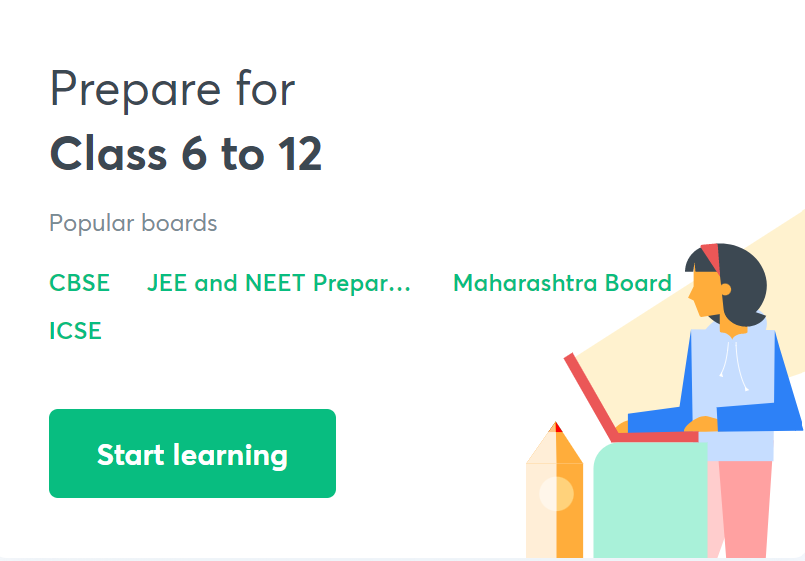 Prepare for
Class 6 to 12
Popular boards
CBSE JEE and NEET Prepar... Maharashtra Board
ICSE
Start learning